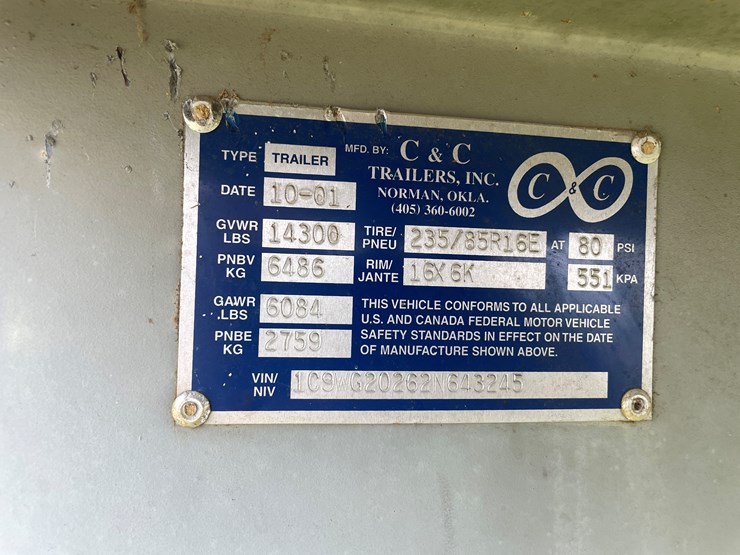 TYPE TRAILER MFD. BY: C & C
TRAILERS, INC.
C & C
DATE 10-01 NORMAN, OKLA.
(405) 360-6002
GVWR LBS 14300 TIRE/ PNEU 235/85R16E AT 80 PSI
PNBV KG 6486 RIM/ JANTE 16X6K 551 KPA
GAWR LBS 6084
PNBE KG 2759
THIS VEHICLE CONFORMS TO ALL APPLICABLE
U.S. AND CANADA FEDERAL MOTOR VEHICLE
SAFETY STANDARDS IN EFFECT ON THE DATE
OF MANUFACTURE SHOWN ABOVE.
VIN/ NIV 1C9WG20262N643245